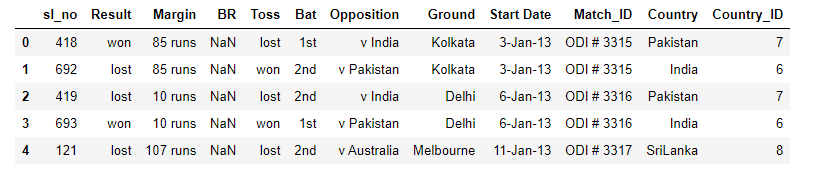 sl_no Result Margin BR Toss Bat Opposition Ground Start Date Match_ID Country Country_ID
0 418 won 85 runs NaN lost 1st v India Kolkata 3-Jan-13 ODI # 3315 Pakistan 7
1 692 lost 85 runs NaN won 2nd v Pakistan Kolkata 3-Jan-13 ODI # 3315 India 6
2 419 lost 10 runs NaN lost 2nd v India Delhi 6-Jan-13 ODI # 3316 Pakistan 7
3 693 won 10 runs NaN won 1st v Pakistan Delhi 6-Jan-13 ODI # 3316 India 6
4 121 lost 107 runs NaN lost 2nd v Australia Melbourne 11-Jan-13 ODI # 3317 SriLanka 8